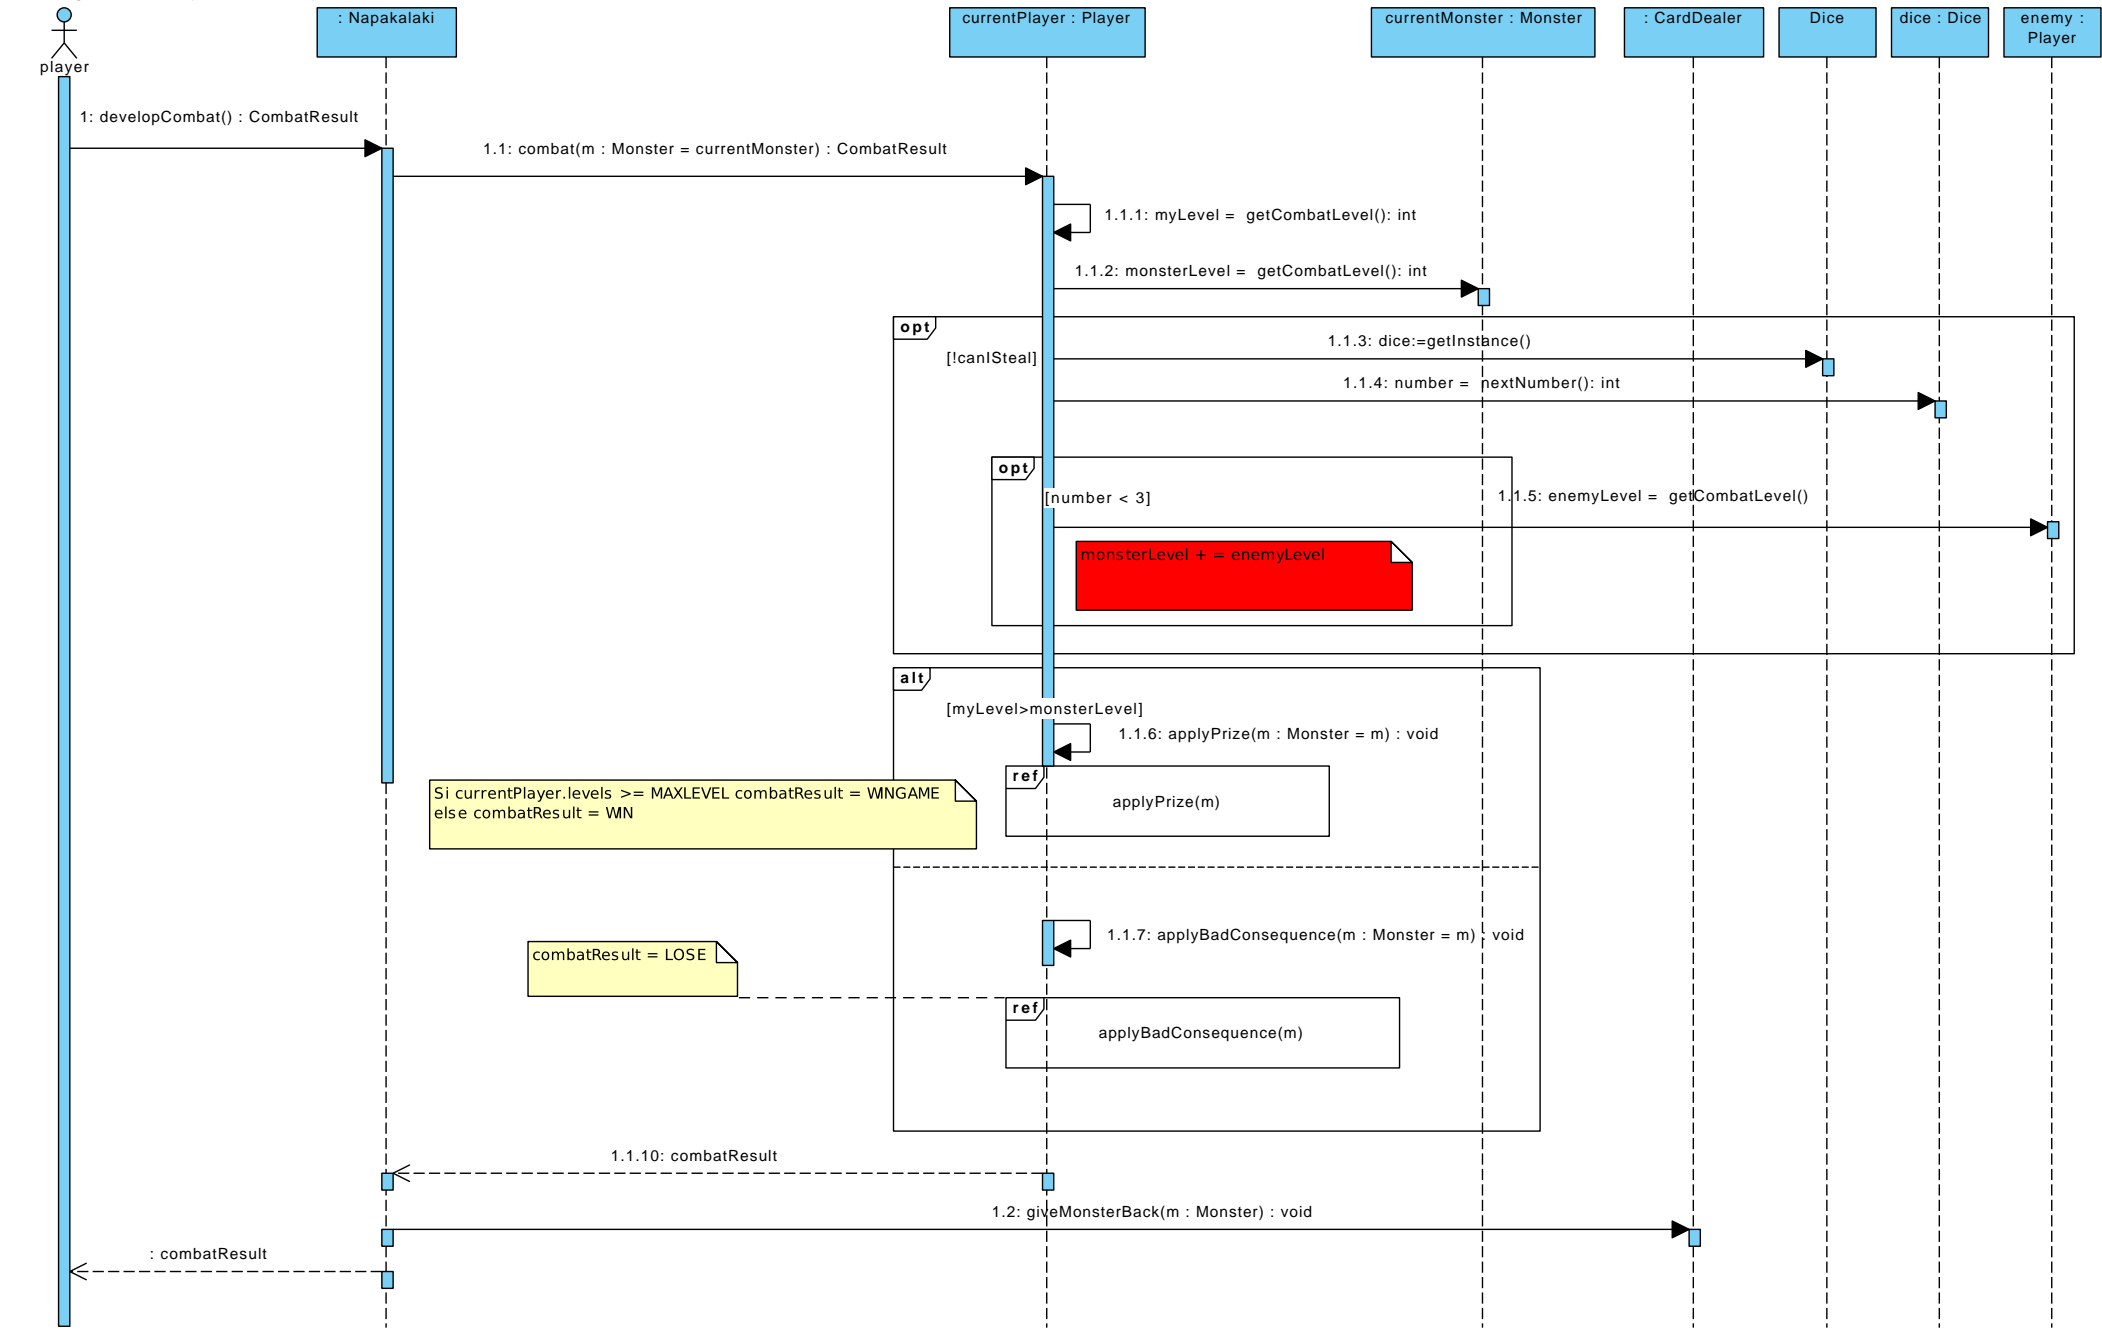 player
: Napakalaki
currentPlayer : Player
currentMonster : Monster
: CardDealer
Dice
dice : Dice
enemy :
Player
1: developCombat() : CombatResult
1.1: combat(m : Monster = currentMonster) : CombatResult
1.1.1: myLevel =  getCombatLevel(): int
1.1.2: monsterLevel =  getCombatLevel(): int
opt
[!canISteal]
1.1.3: dice:=getInstance()
1.1.4: number =  nextNumber(): int
opt
[number < 3]
1.1.5: enemyLevel =  getCombatLevel()
monsterLevel + = enemyLevel
alt
[myLevel>monsterLevel]
1.1.6: applyPrize(m : Monster = m) : void
ref
applyPrize(m)
Si currentPlayer.levels >= MAXLEVEL combatResult = WINGAME
else combatResult = WIN
1.1.7: applyBadConsequence(m : Monster = m) : void
combatResult = LOSE
ref
applyBadConsequence(m)
1.1.10: combatResult
1.2: giveMonsterBack(m : Monster) : void
: combatResult